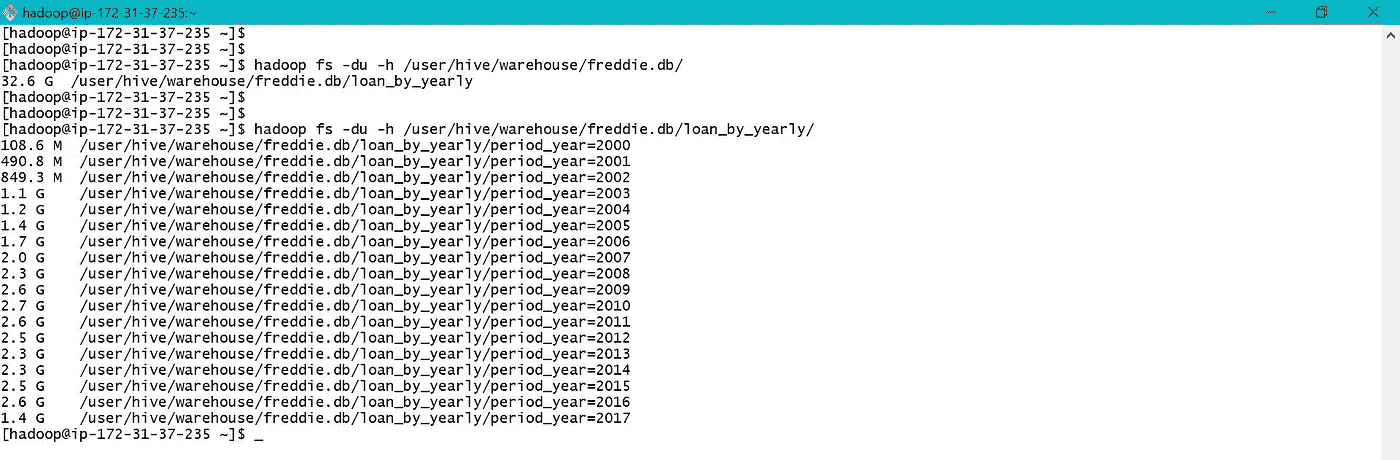 hadoop@ip-172-31-37-235:~
[hadoop@ip-172-31-37-235 ~]$
[hadoop@ip-172-31-37-235 ~]$
[hadoop@ip-172-31-37-235 ~]$ hadoop fs -du -h /user/hive/warehouse/freddie.db/
32.6 G  /user/hive/warehouse/freddie.db/loan_by_yearly
[hadoop@ip-172-31-37-235 ~]$
[hadoop@ip-172-31-37-235 ~]$
[hadoop@ip-172-31-37-235 ~]$ hadoop fs -du -h /user/hive/warehouse/freddie.db/loan_by_yearly/
108.6 M  /user/hive/warehouse/freddie.db/loan_by_yearly/period_year=2000
490.8 M  /user/hive/warehouse/freddie.db/loan_by_yearly/period_year=2001
849.3 M  /user/hive/warehouse/freddie.db/loan_by_yearly/period_year=2002
1.1 G    /user/hive/warehouse/freddie.db/loan_by_yearly/period_year=2003
1.2 G    /user/hive/warehouse/freddie.db/loan_by_yearly/period_year=2004
1.4 G    /user/hive/warehouse/freddie.db/loan_by_yearly/period_year=2005
1.7 G    /user/hive/warehouse/freddie.db/loan_by_yearly/period_year=2006
2.0 G    /user/hive/warehouse/freddie.db/loan_by_yearly/period_year=2007
2.3 G    /user/hive/warehouse/freddie.db/loan_by_yearly/period_year=2008
2.6 G    /user/hive/warehouse/freddie.db/loan_by_yearly/period_year=2009
2.7 G    /user/hive/warehouse/freddie.db/loan_by_yearly/period_year=2010
2.6 G    /user/hive/warehouse/freddie.db/loan_by_yearly/period_year=2011
2.5 G    /user/hive/warehouse/freddie.db/loan_by_yearly/period_year=2012
2.3 G    /user/hive/warehouse/freddie.db/loan_by_yearly/period_year=2013
2.3 G    /user/hive/warehouse/freddie.db/loan_by_yearly/period_year=2014
2.5 G    /user/hive/warehouse/freddie.db/loan_by_yearly/period_year=2015
2.6 G    /user/hive/warehouse/freddie.db/loan_by_yearly/period_year=2016
1.4 G    /user/hive/warehouse/freddie.db/loan_by_yearly/period_year=2017
[hadoop@ip-172-31-37-235 ~]$ _